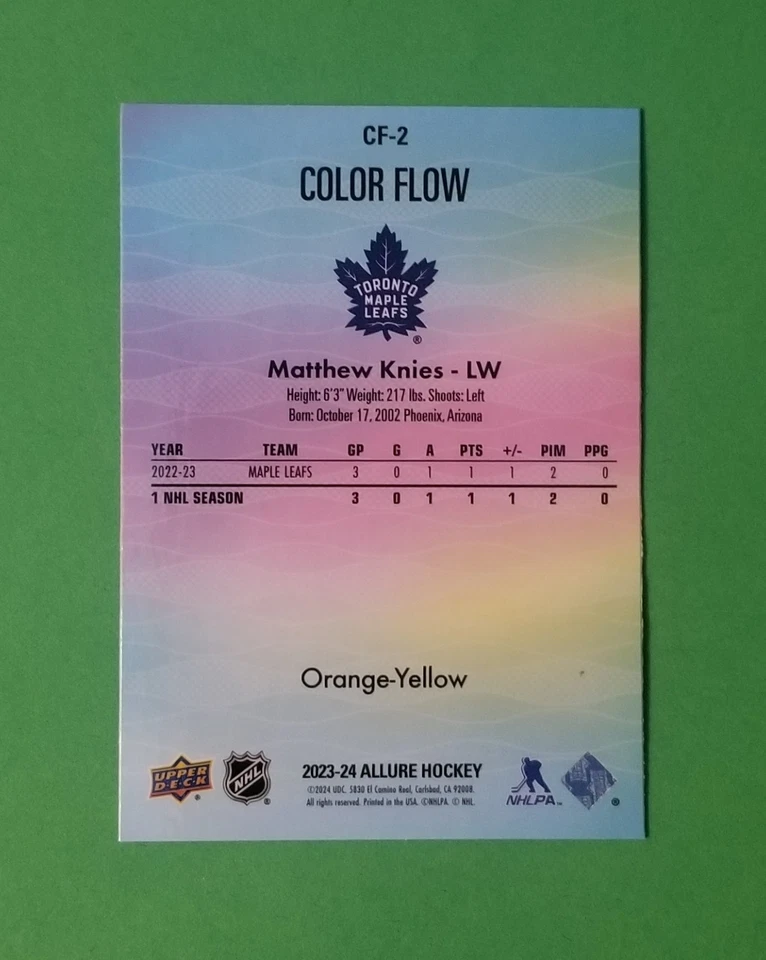 CF-2
COLOR FLOW
TORONTO
MAPLE
LEAFS
®
Matthew Knies - LW
Height: 6'3" Weight: 217 lbs. Shoots: Left
Born: October 17, 2002 Phoenix, Arizona
YEAR TEAM GP G A PTS +/- PIM PPG
2022-23 MAPLE LEAFS 3 0 1 1 1 2 0
1 NHL SEASON 3 0 1 1 1 2 0
Orange-Yellow
UPPER
D·E·C·K
®
NHL
®
2023-24 ALLURE HOCKEY
©2024 UDC. 5830 El Camino Real, Carlsbad, CA 92008.
All rights reserved. Printed in the USA. ©NHLPA. © NHL.
NHLPA™
®